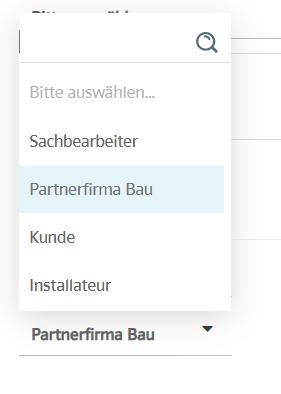 Bitte auswählen...
Sachbearbeiter
Partnerfirma Bau
Kunde
Installateur
Partnerfirma Bau